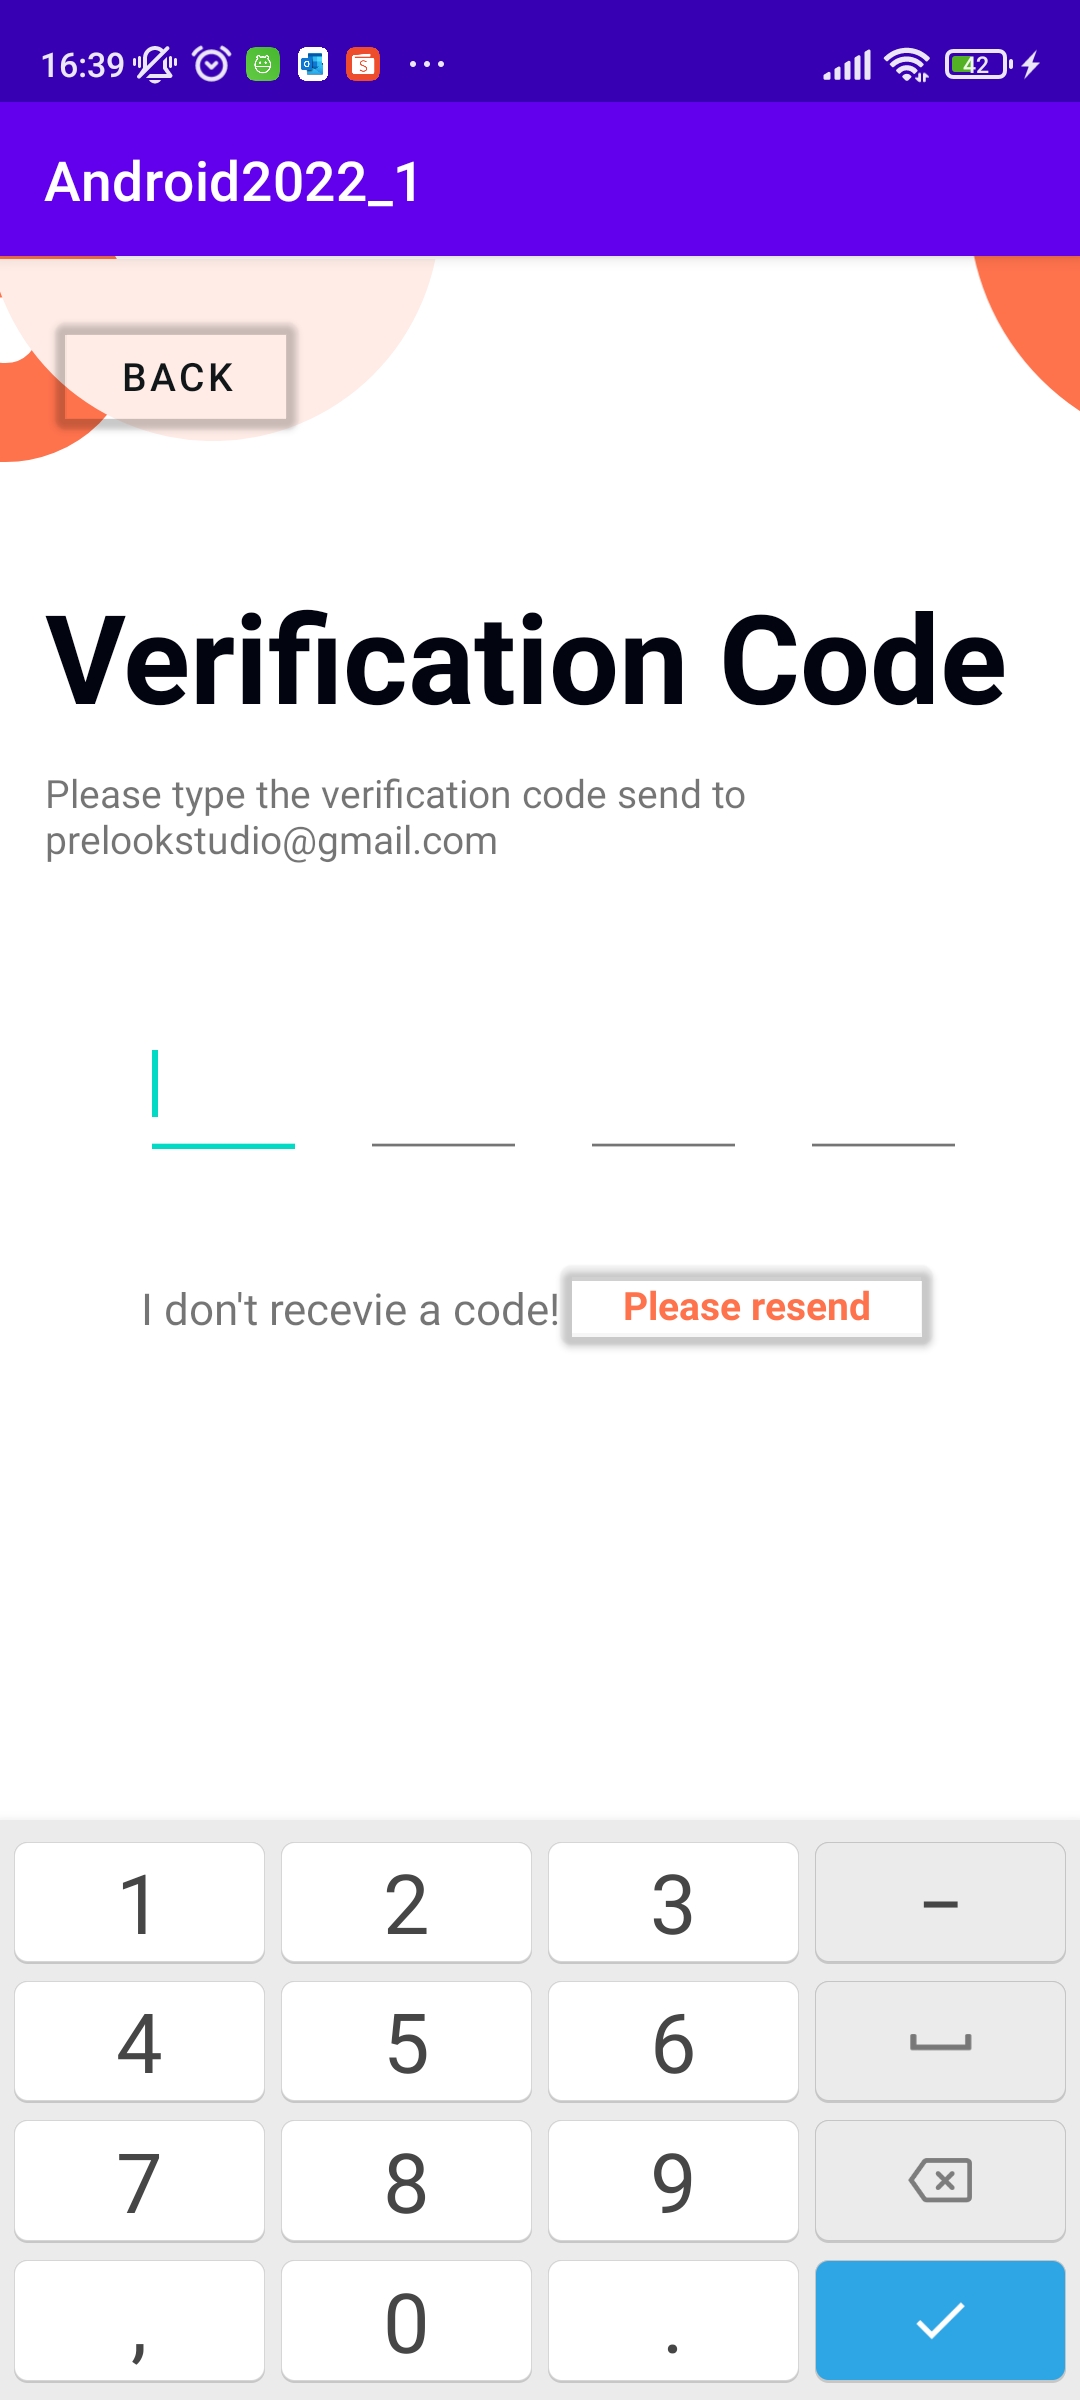 16:39 42
Android2022_1
BACK
Verification Code
Please type the verification code send to
prelookstudio@gmail.com
I don't recevie a code! Please resend
1 2 3 –
4 5 6
7 8 9
, 0 .